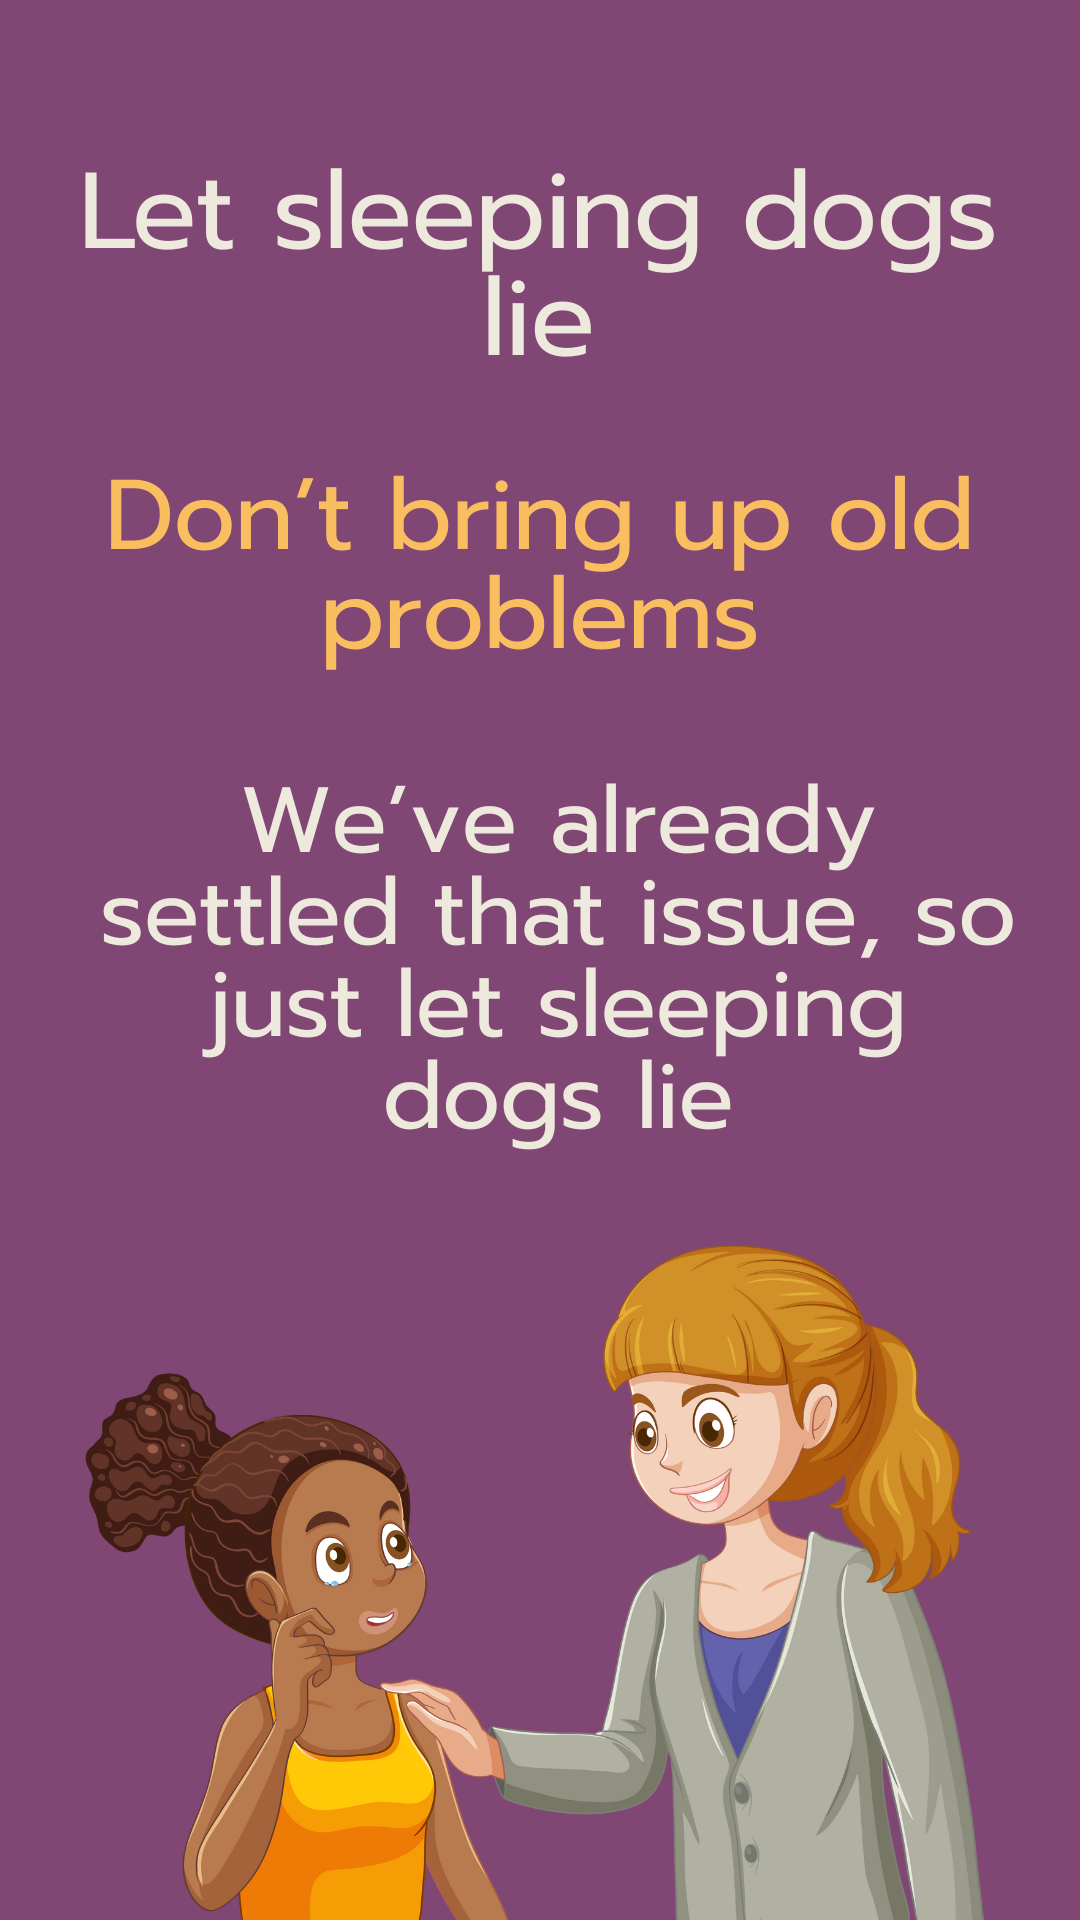 Let sleeping dogs
lie
Don’t bring up old
problems
We’ve already
settled that issue, so
just let sleeping
dogs lie